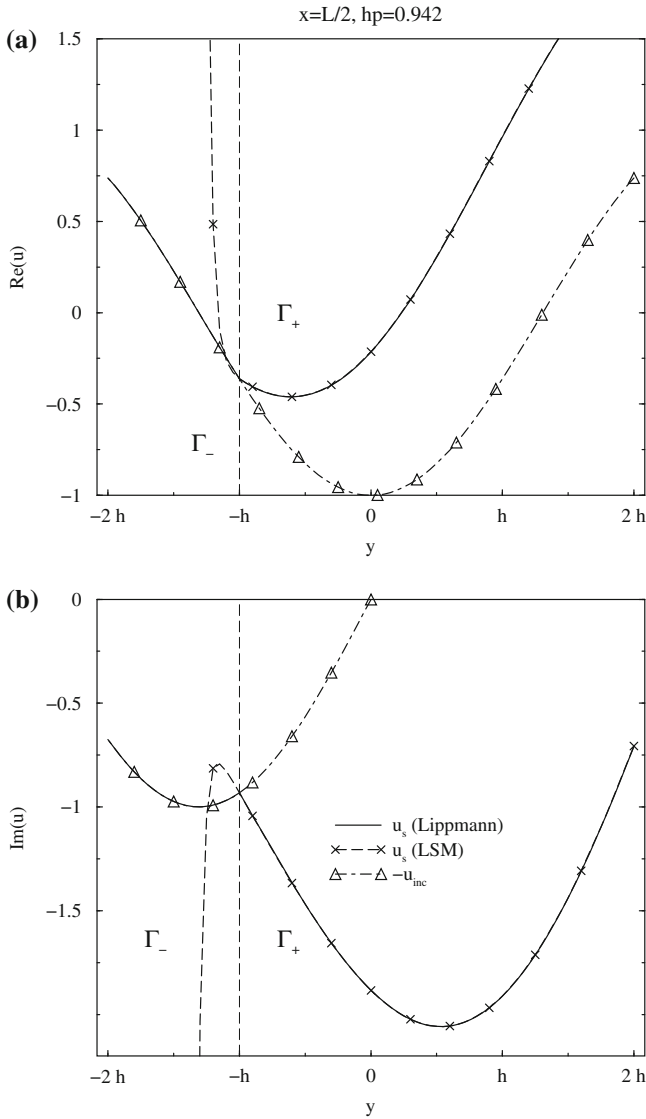 x=L/2, hp=0.942
(a)
1.5
1
0.5
0
−0.5
−1
Re(u)
Γ+
Γ−
−2 h
−h
0
h
2 h
y
(b)
0
−0.5
−1
−1.5
Im(u)
u_s (Lippmann)
u_s (LSM)
−u_inc
Γ−
Γ+
−2 h
−h
0
h
2 h
y